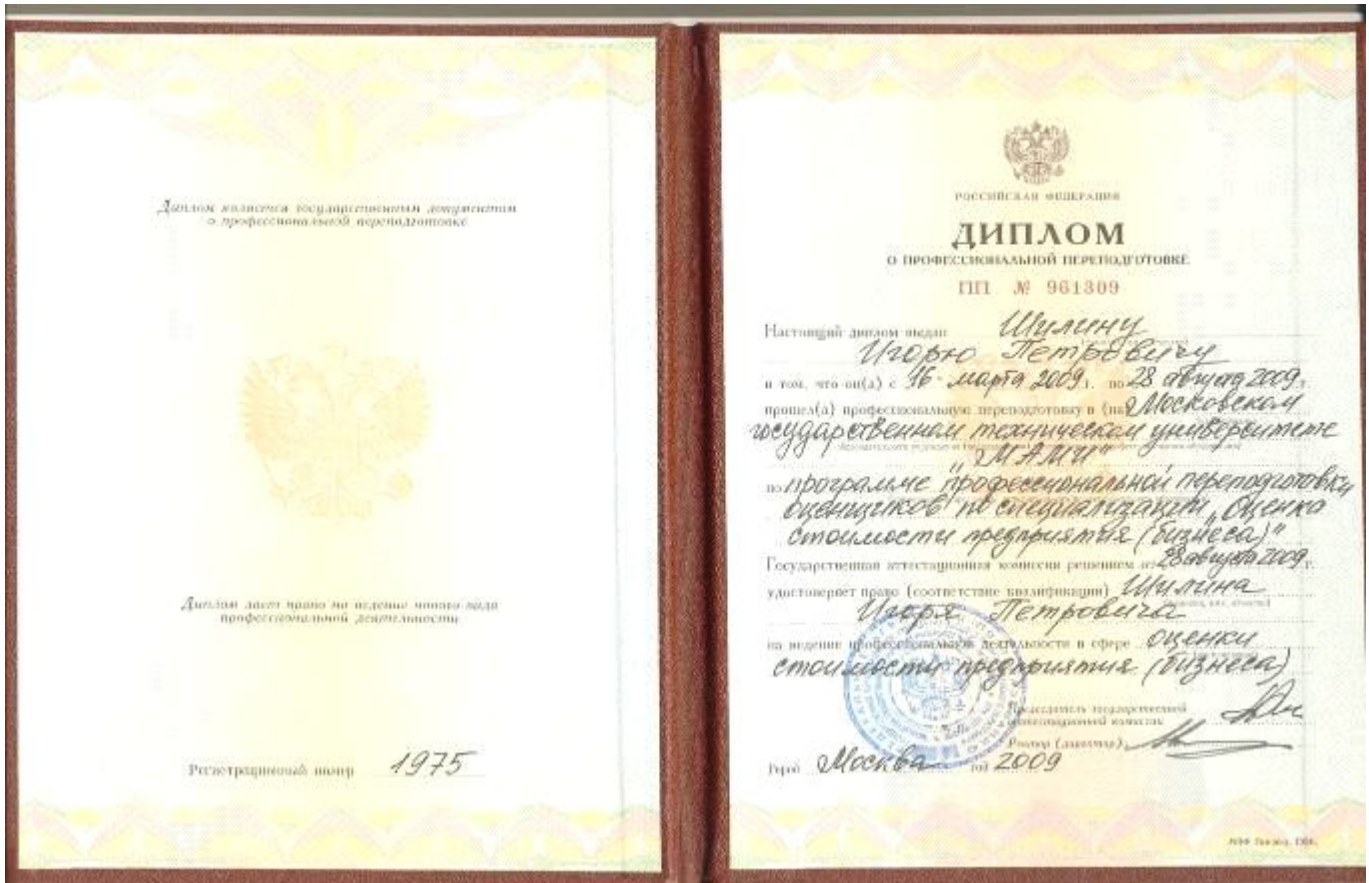 Диплом является государственным документом
о профессиональной переподготовке
Диплом дает право на ведение нового вида
профессиональной деятельности
Регистрационный номер 1975
РОССИЙСКАЯ ФЕДЕРАЦИЯ
ДИПЛОМ
О ПРОФЕССИОНАЛЬНОЙ ПЕРЕПОДГОТОВКЕ
ПП № 961309
Настоящий диплом выдан Шилину
Игорю Петровичу
в том, что он(а) с 16 марта 2009 г. по 28 августа 2009 г.
прошел(а) профессиональную переподготовку в (на) Московском
государственном техническом университете
"МАМИ"
по программе "профессиональной переподготовки
оценщиков" по специализации "Оценка
стоимости предприятия (бизнеса)"
Государственная аттестационная комиссия решением от 28 августа 2009 г.
удостоверяет право (соответствие квалификации) Шилина
Игоря Петровича
на ведение профессиональной деятельности в сфере оценки
стоимости предприятия (бизнеса)
Председатель государственной
аттестационной комиссии
Ректор (директор)
Город Москва год 2009